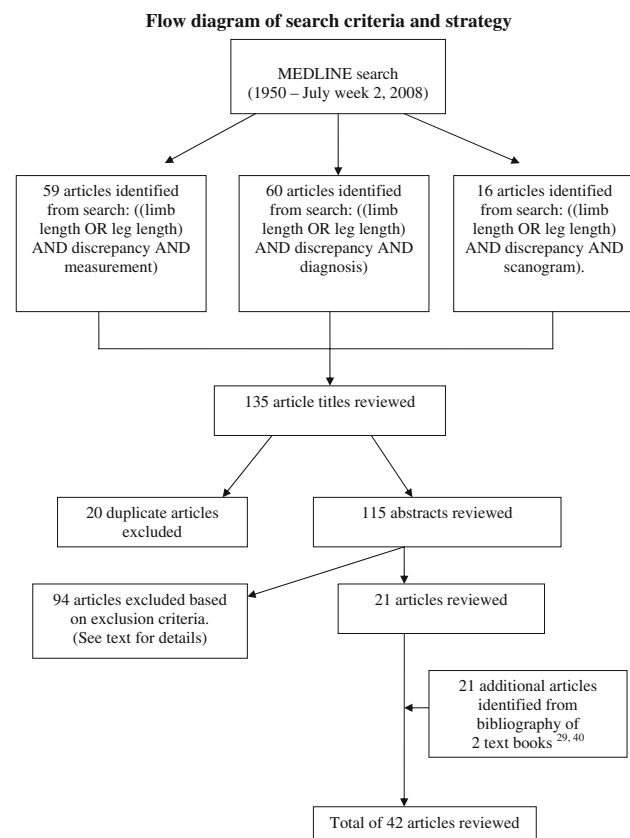 Flow diagram of search criteria and strategy
MEDLINE search
(1950 – July week 2, 2008)
59 articles identified
from search: ((limb
length OR leg length)
AND discrepancy AND
measurement)
60 articles identified
from search: ((limb
length OR leg length)
AND discrepancy AND
diagnosis)
16 articles identified
from search: ((limb
length OR leg length)
AND discrepancy AND
scanogram).
135 article titles reviewed
20 duplicate articles
excluded
115 abstracts reviewed
94 articles excluded based
on exclusion criteria.
(See text for details)
21 articles reviewed
21 additional articles
identified from
bibliography of
2 text books 29, 40
Total of 42 articles reviewed